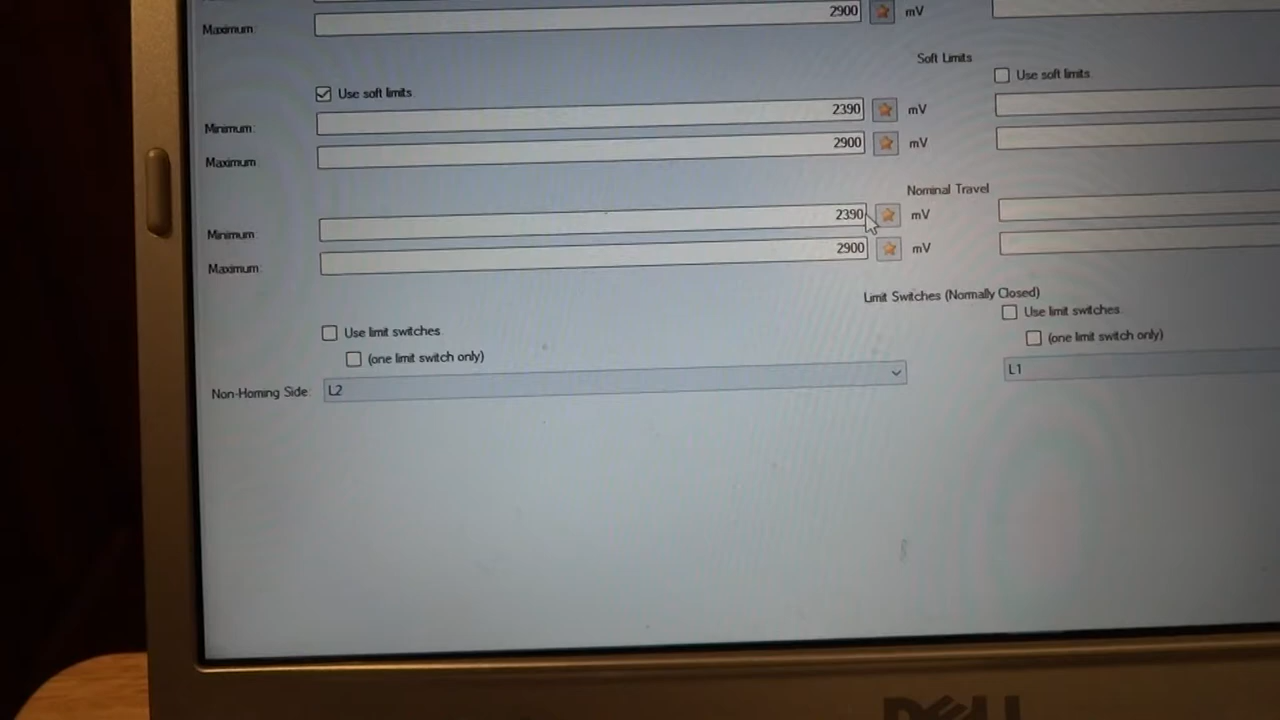 Maximum: 2900 mV
Soft Limits
Use soft limits Use soft limits
Minimum: 2390 mV
Maximum 2900 mV
Nominal Travel
Minimum: 2390 mV
Maximum: 2900 mV
Limit Switches (Normally Closed)
Use limit switches Use limit switches
(one limit switch only) (one limit switch only)
Non-Homing Side: L2 L1
DELL